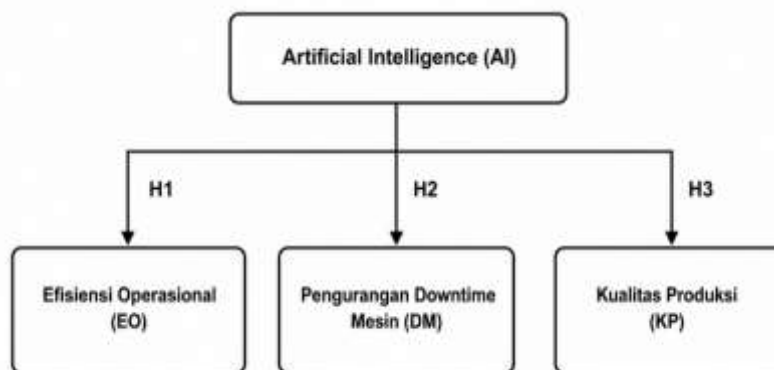 Artificial Intelligence (AI)
H1
H2
H3
Efisiensi Operasional
(EO)
Pengurangan Downtime
Mesin (DM)
Kualitas Produksi
(KP)